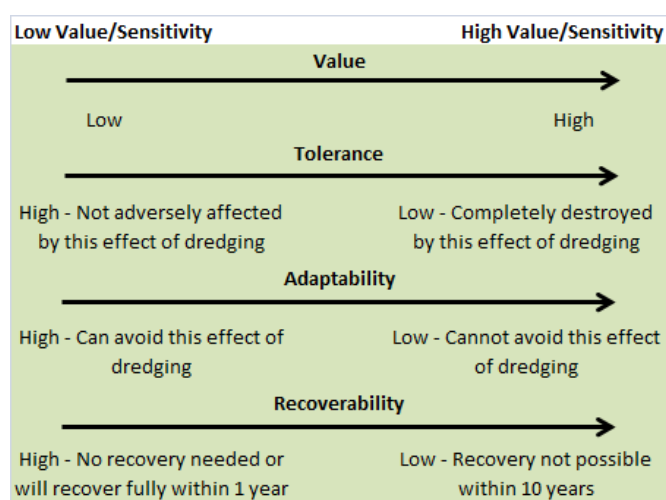 Low Value/Sensitivity High Value/Sensitivity
Value
Low High
Tolerance
High - Not adversely affected Low - Completely destroyed
by this effect of dredging by this effect of dredging
Adaptability
High - Can avoid this effect of Low - Cannot avoid this effect
dredging of dredging
Recoverability
High - No recovery needed or Low - Recovery not possible
will recover fully within 1 year within 10 years